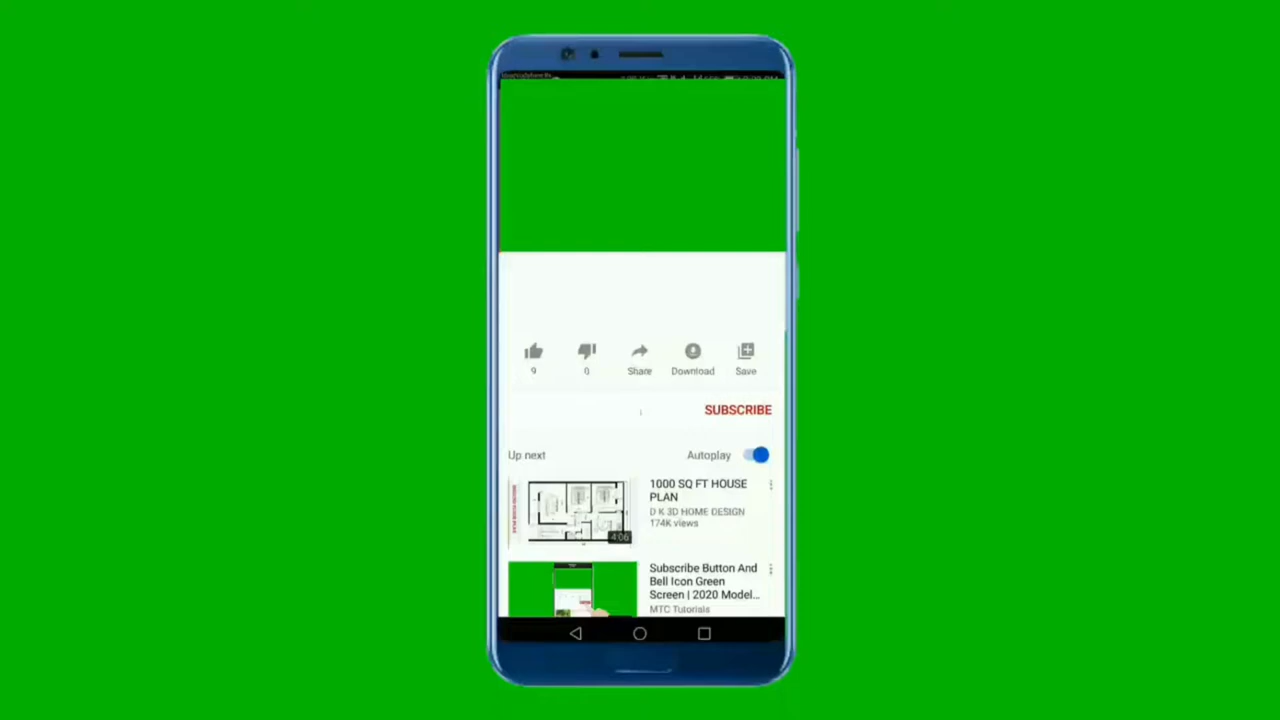 9
0
Share
Download
Save
SUBSCRIBE
Up next
Autoplay
1000 SQ FT HOUSE
PLAN
D K 3D HOME DESIGN
174K views
4:06
Subscribe Button And
Bell Icon Green
Screen | 2020 Model...
MTC Tutorials